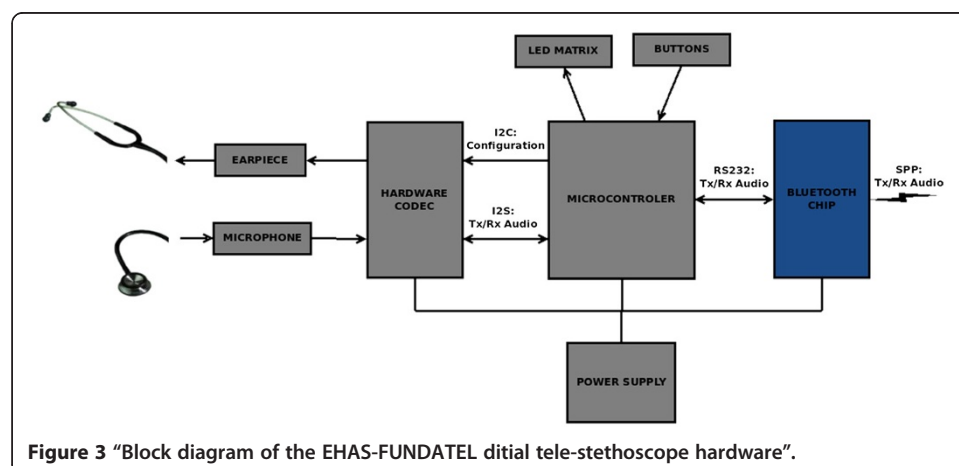 LED MATRIX
BUTTONS
I2C:
Configuration
EARPIECE
HARDWARE
CODEC
MICROCONTROLER
RS232:
Tx/Rx Audio
BLUETOOTH
CHIP
SPP:
Tx/Rx Audio
I2S:
Tx/Rx Audio
MICROPHONE
POWER SUPPLY
Figure 3 “Block diagram of the EHAS-FUNDATEL ditial tele-stethoscope hardware”.